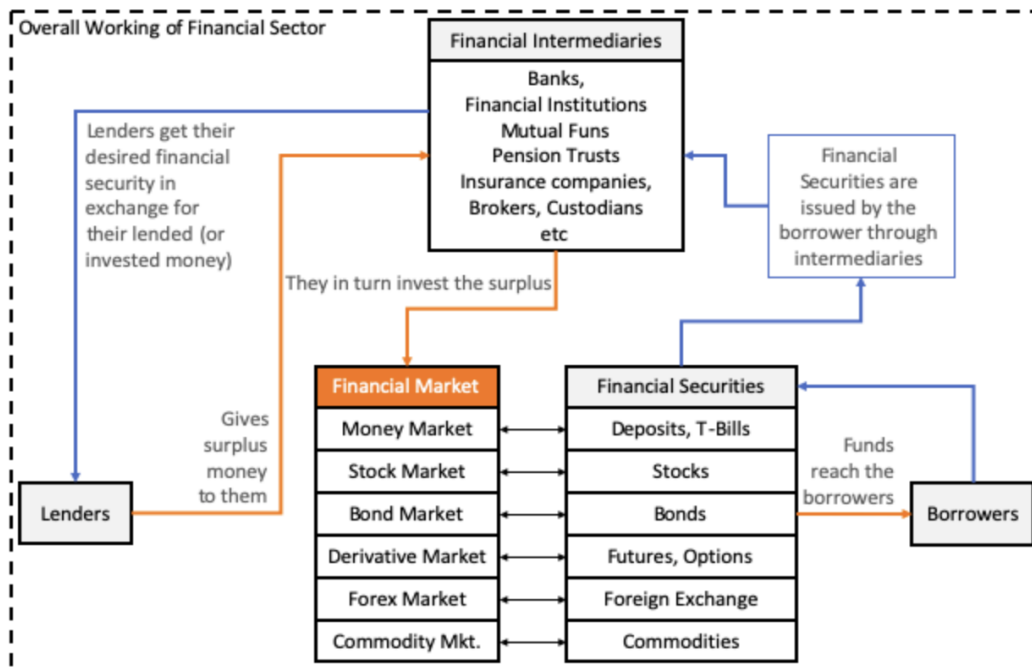 Overall Working of Financial Sector
Financial Intermediaries
Banks,
Financial Institutions
Mutual Funs
Pension Trusts
Insurance companies,
Brokers, Custodians
etc
Lenders get their
desired financial
security in
exchange for
their lended (or
invested money)
Financial
Securities are
issued by the
borrower through
intermediaries
They in turn invest the surplus
Gives
surplus
money
to them
Lenders
Financial Market
Money Market
Stock Market
Bond Market
Derivative Market
Forex Market
Commodity Mkt.
Financial Securities
Deposits, T-Bills
Stocks
Bonds
Futures, Options
Foreign Exchange
Commodities
Funds
reach the
borrowers
Borrowers